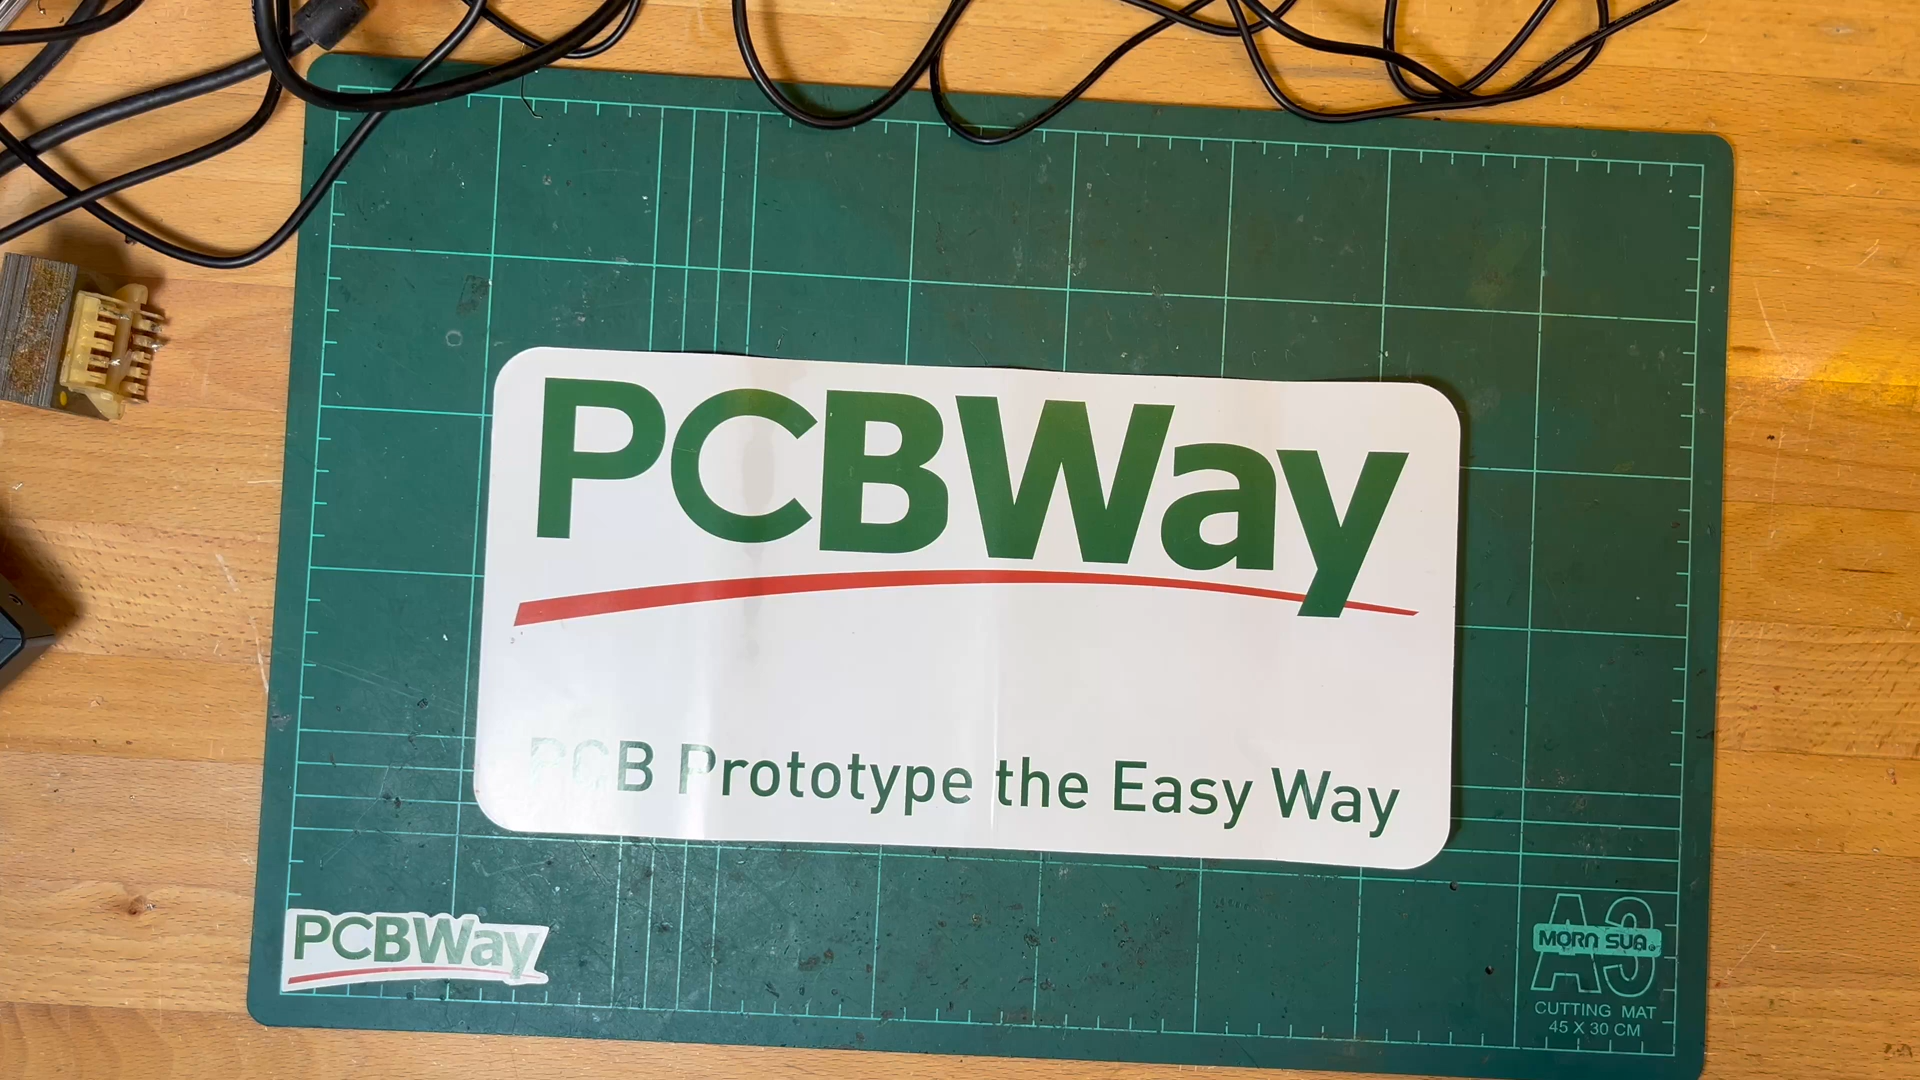 PCBWay
PCB Prototype the Easy Way
PCBWay
A3
MORN SUN
CUTTING MAT
45 X 30 CM